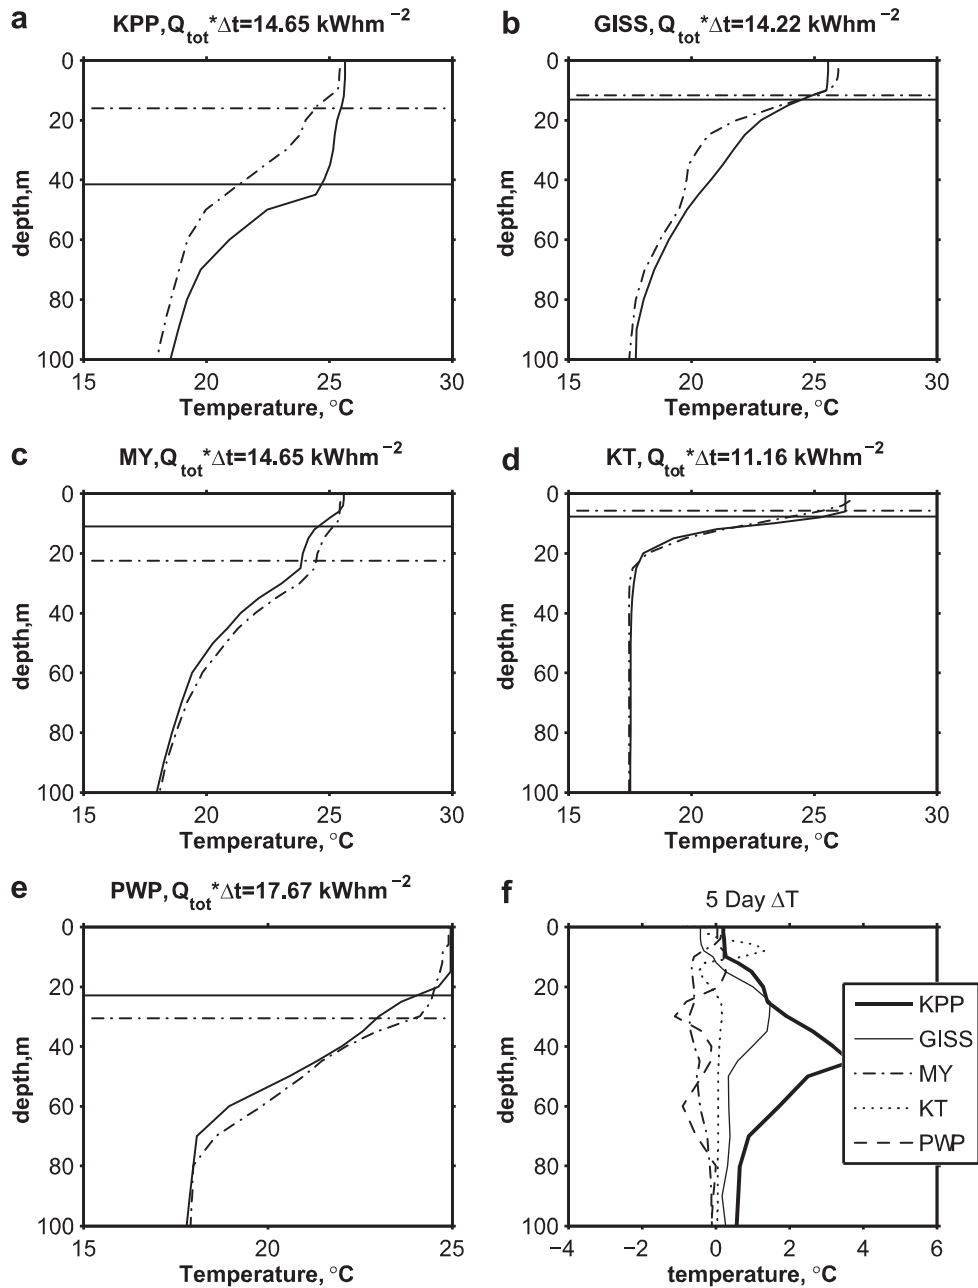 a
KPP, Q_tot*Δt=14.65 kWhm⁻²
0
20
40
60
80
100
depth,m
15
20
25
30
Temperature, °C
b
GISS, Q_tot*Δt=14.22 kWhm⁻²
0
20
40
60
80
100
depth,m
15
20
25
30
Temperature, °C
c
MY, Q_tot*Δt=14.65 kWhm⁻²
0
20
40
60
80
100
depth,m
15
20
25
30
Temperature, °C
d
KT, Q_tot*Δt=11.16 kWhm⁻²
0
20
40
60
80
100
depth,m
15
20
25
30
Temperature, °C
e
PWP, Q_tot*Δt=17.67 kWhm⁻²
0
20
40
60
80
100
depth,m
20
25
Temperature, °C
f
5 Day ΔT
0
20
40
60
80
100
depth,m
−4
−2
0
2
4
6
temperature, °C
KPP
GISS
MY
KT
PWP